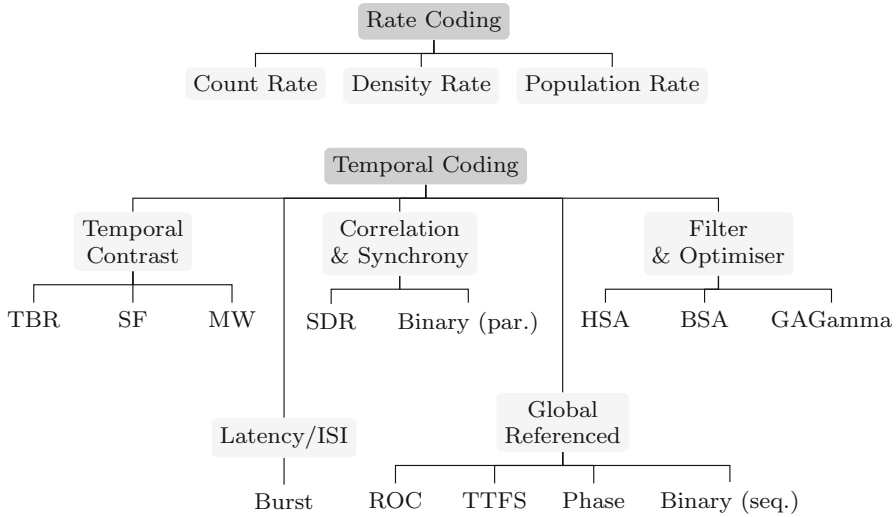 Rate Coding
Count Rate
Density Rate
Population Rate
Temporal Coding
Temporal
Contrast
Correlation
& Synchrony
Filter
& Optimiser
TBR
SF
MW
SDR
Binary (par.)
HSA
BSA
GAGamma
Latency/ISI
Global
Referenced
Burst
ROC
TTFS
Phase
Binary (seq.)